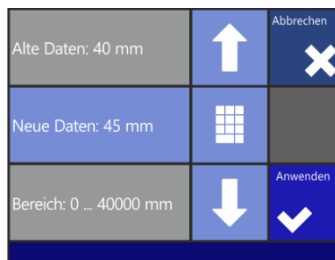 Alte Daten: 40 mm
Abbrechen
Neue Daten: 45 mm
Bereich: 0 ... 40000 mm
Anwenden